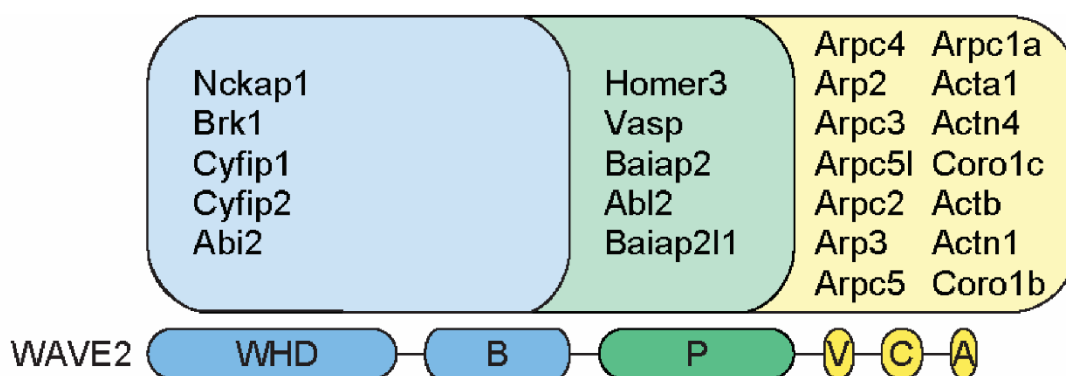 Nckap1
Brk1
Cyfip1
Cyfip2
Abi2
Homer3
Vasp
Baiap2
Abl2
Baiap2l1
Arpc4 Arpc1a
Arp2 Acta1
Arpc3 Actn4
Arpc5l Coro1c
Arpc2 Actb
Arp3 Actn1
Arpc5 Coro1b
WAVE2 WHD B P V C A